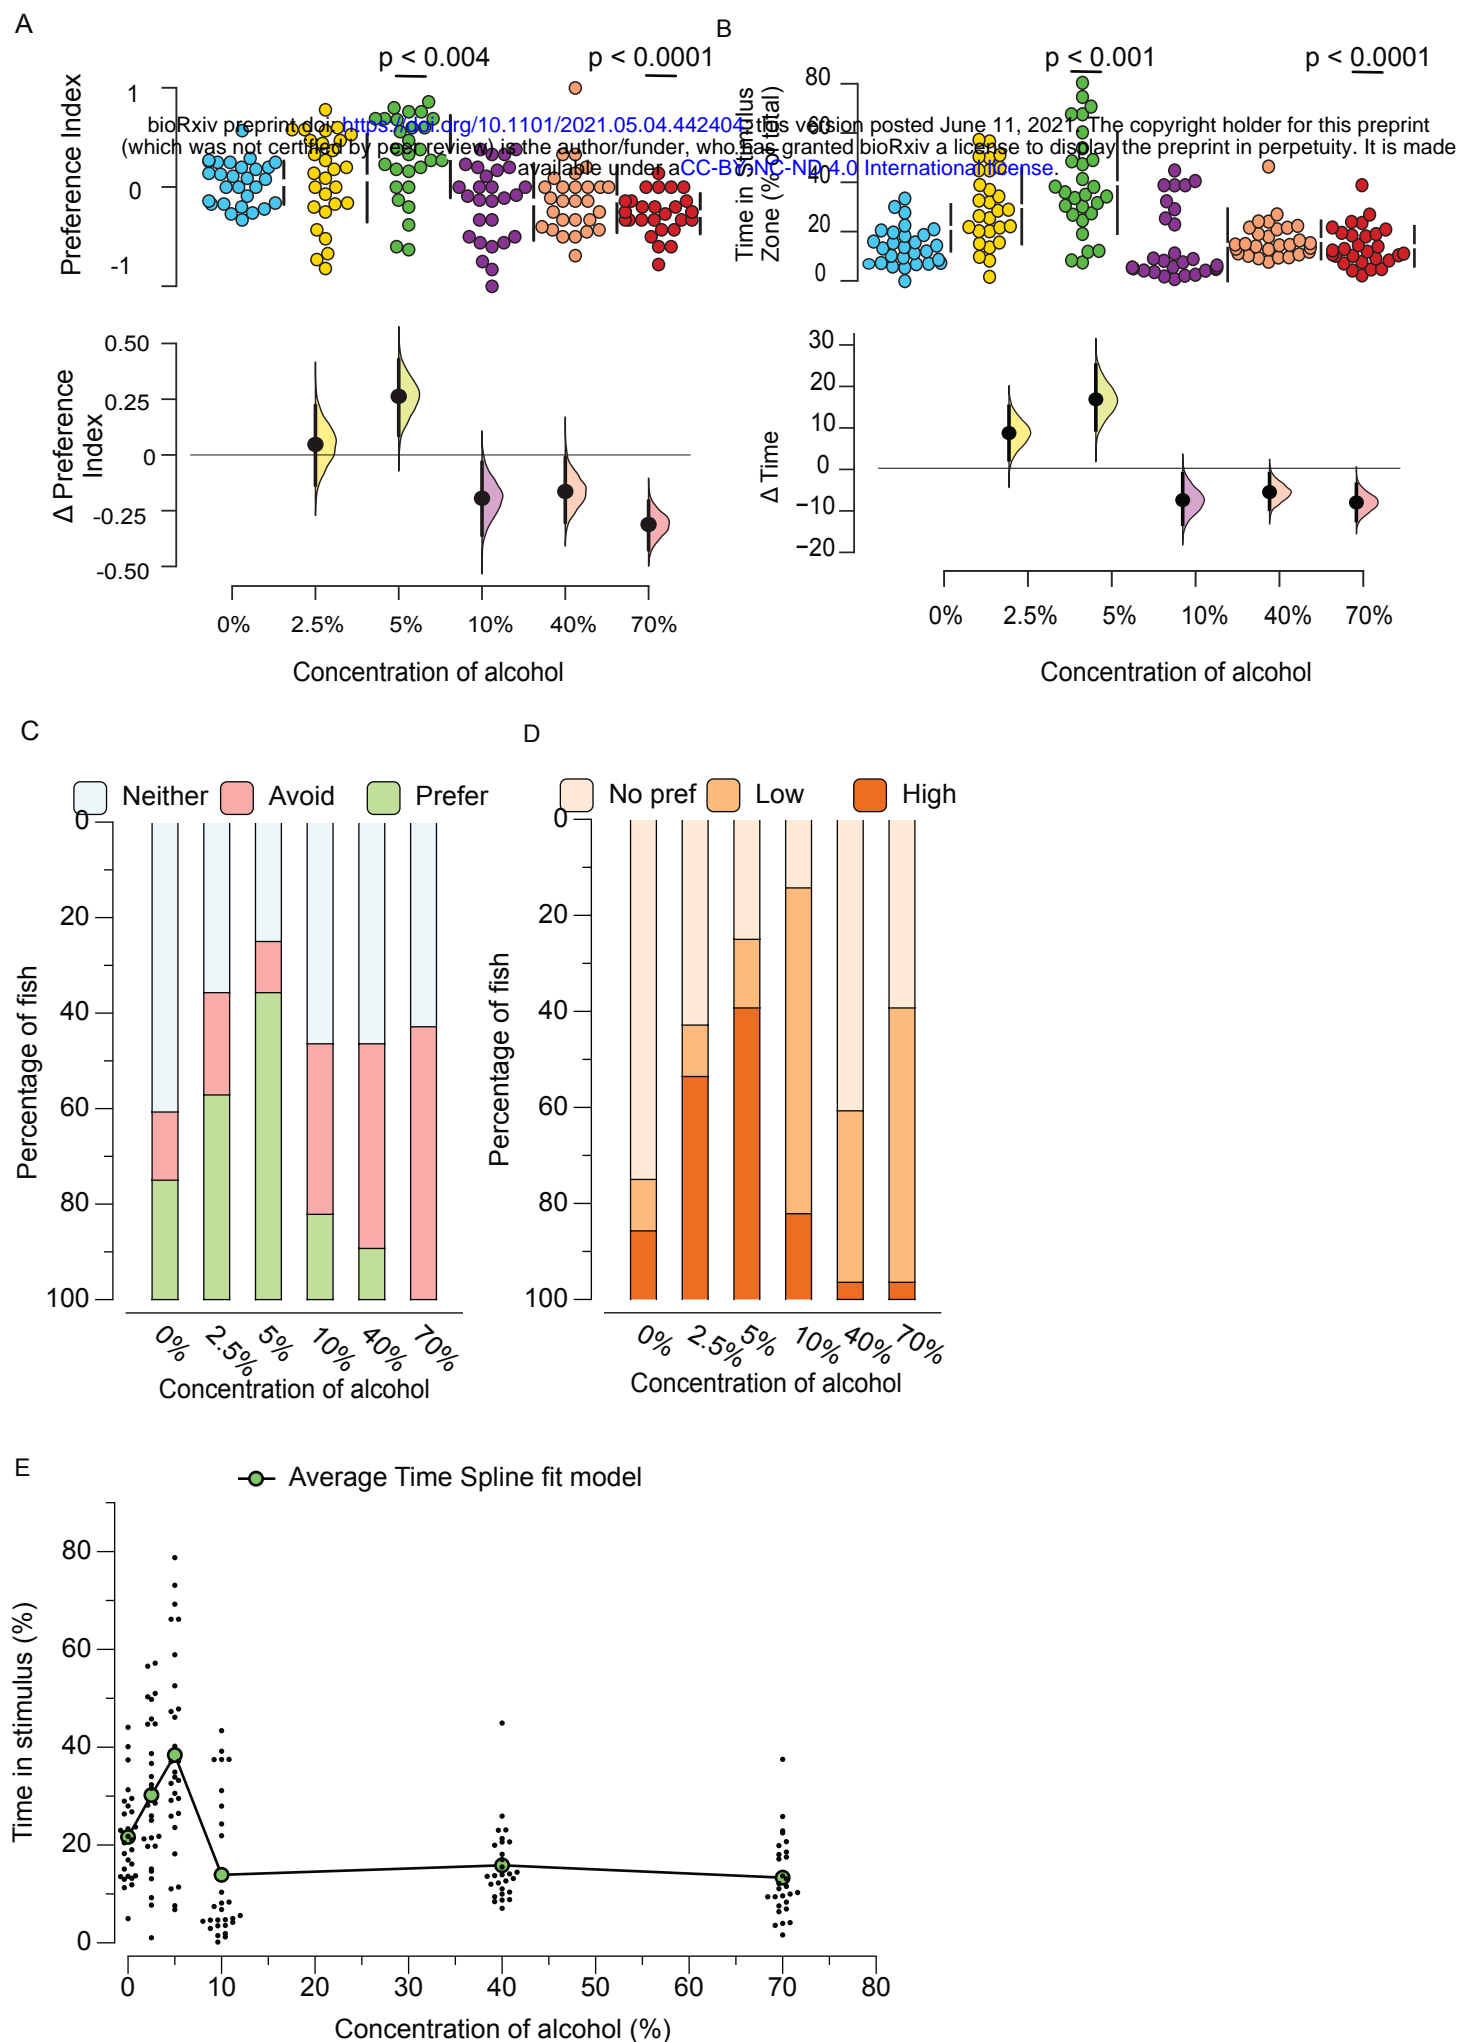 A
B
p < 0.004
p < 0.0001
p < 0.001
p < 0.0001
Preference Index
1
0
-1
Time in Stimulus
Zone (% of total)
80
60
40
20
0
bioRxiv preprint doi: https://doi.org/10.1101/2021.05.04.442404; this version posted June 11, 2021. The copyright holder for this preprint
(which was not certified by peer review) is the author/funder, who has granted bioRxiv a license to display the preprint in perpetuity. It is made
available under aCC-BY-NC-ND 4.0 International license.
Δ Preference
Index
0.50
0.25
0
-0.25
-0.50
0% 2.5% 5% 10% 40% 70%
Concentration of alcohol
Δ Time
30
20
10
0
−10
−20
0% 2.5% 5% 10% 40% 70%
Concentration of alcohol
C
Neither Avoid Prefer
Percentage of fish
0
20
40
60
80
100
0% 2.5% 5% 10% 40% 70%
Concentration of alcohol
D
No pref Low High
Percentage of fish
0
20
40
60
80
100
0% 2.5% 5% 10% 40% 70%
Concentration of alcohol
E
Average Time Spline fit model
Time in stimulus (%)
80
60
40
20
0
0 10 20 30 40 50 60 70 80
Concentration of alcohol (%)